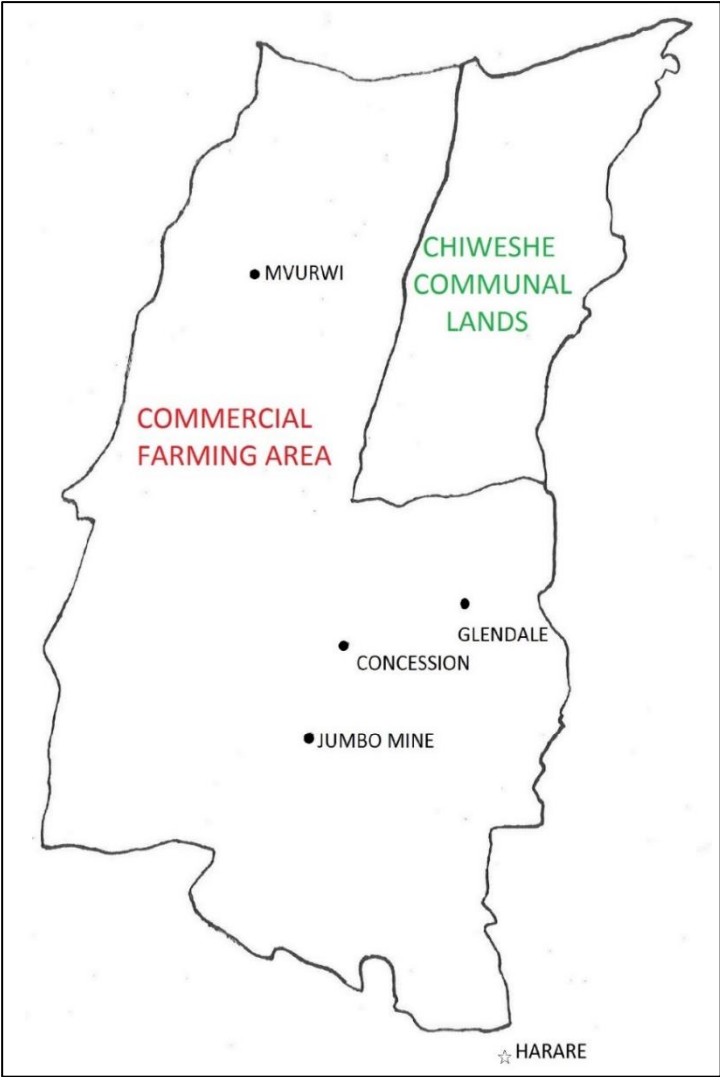 CHIWESHE
COMMUNAL
LANDS
MVURWI
COMMERCIAL
FARMING AREA
GLENDALE
CONCESSION
JUMBO MINE
HARARE